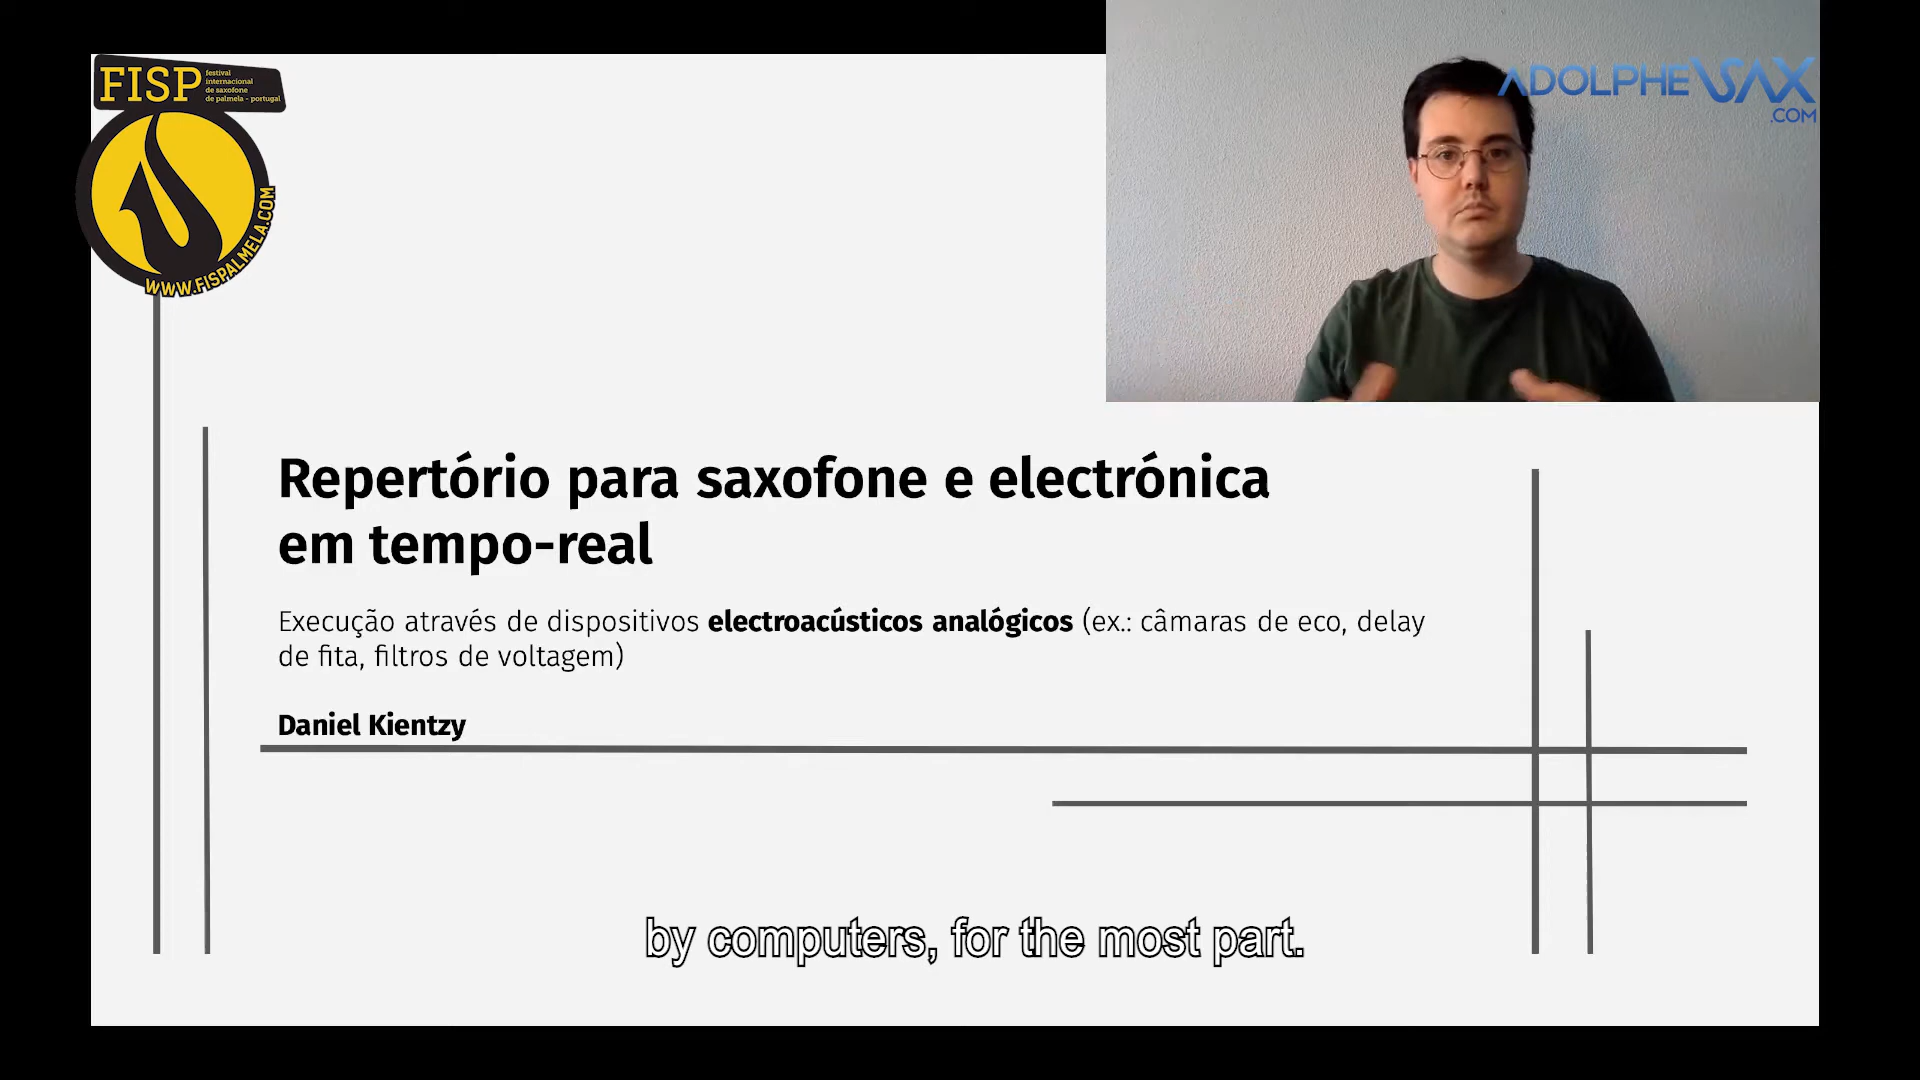 FISP
festival
internacional
de saxofone
de palmela - portugal
WWW.FISPALMELA.COM
ADOLPHESAX
.COM
Repertório para saxofone e electrónica
em tempo-real
Execução através de dispositivos electroacústicos analógicos (ex.: câmaras de eco, delay
de fita, filtros de voltagem)
Daniel Kientzy
by computers, for the most part.